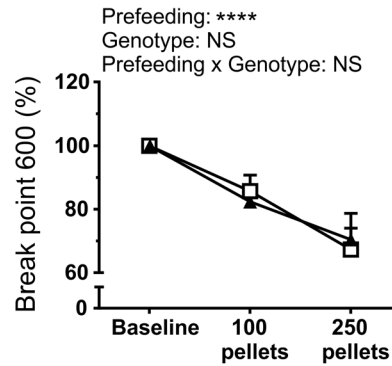 Prefeeding: ****
Genotype: NS
Prefeeding x Genotype: NS
Break point 600 (%)
120
100
80
60
0
Baseline
100 pellets
250 pellets